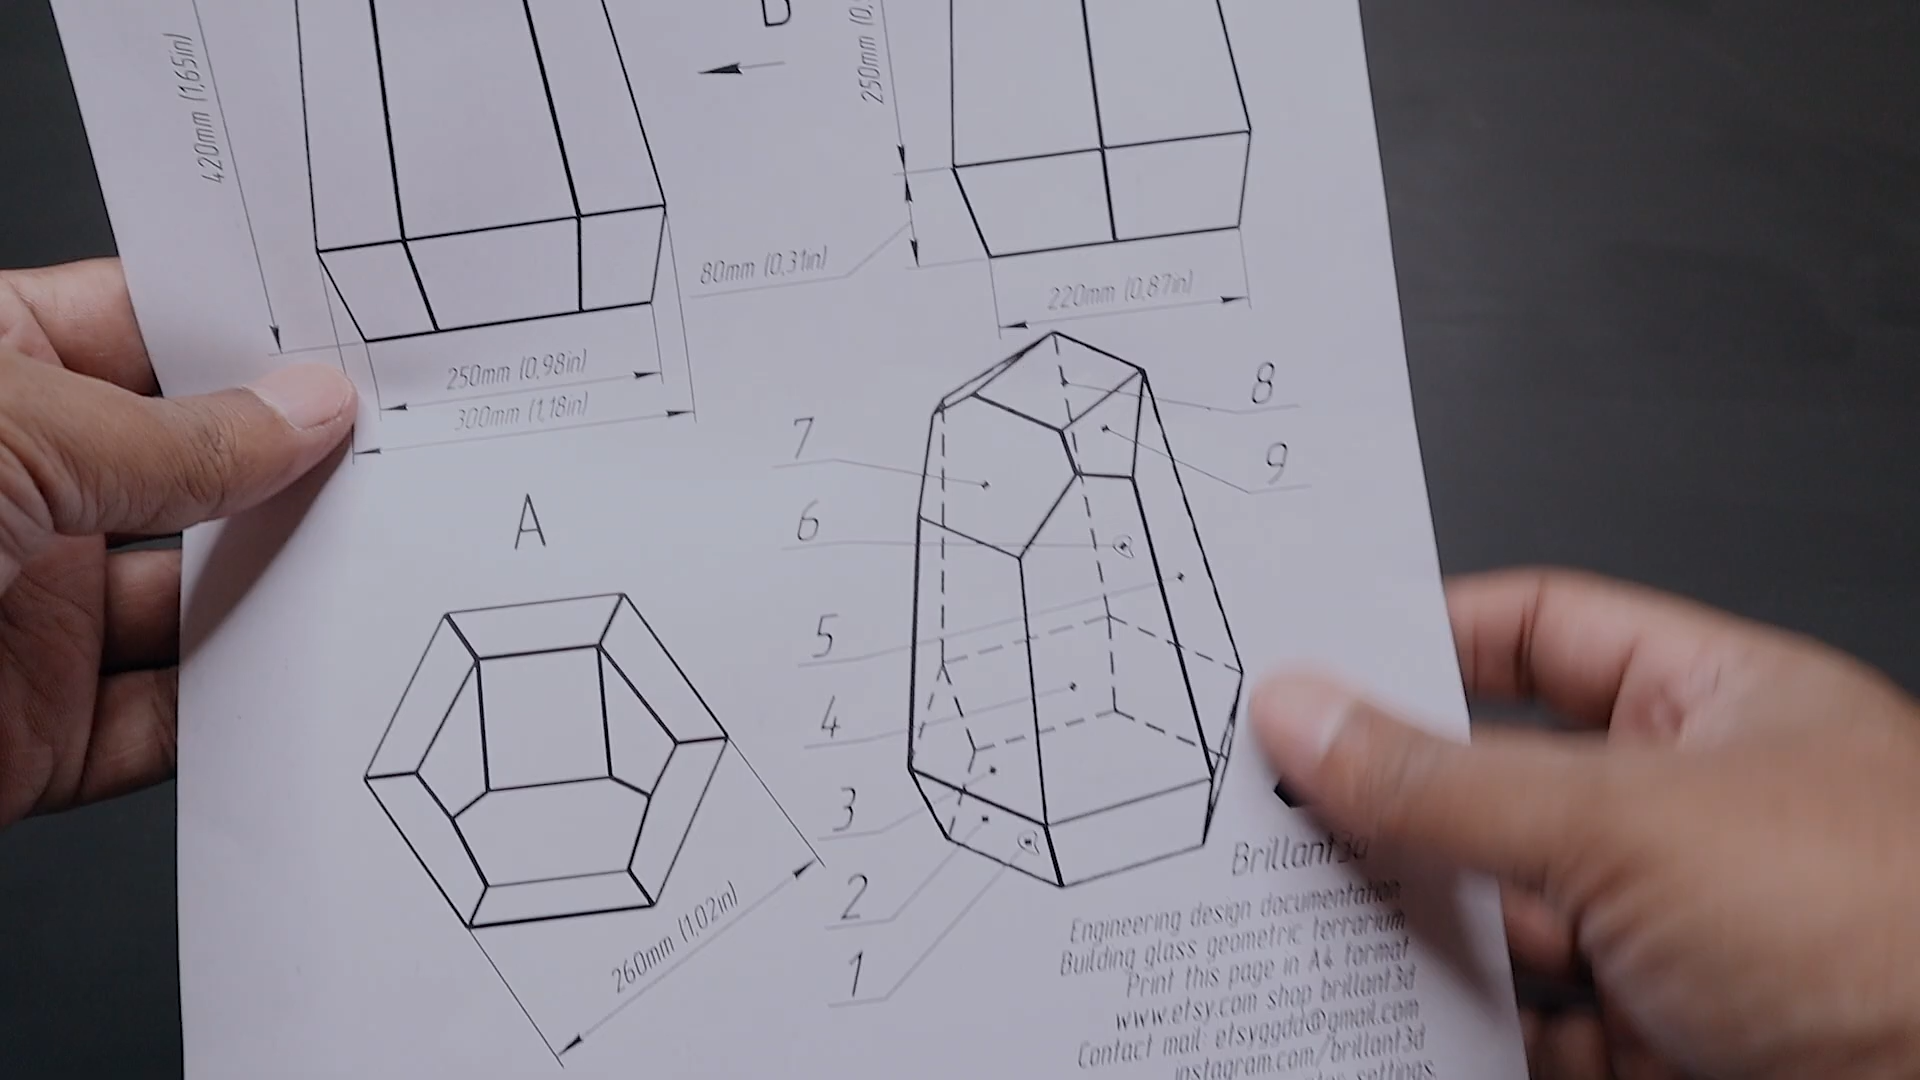 420mm (1,65in)
B
80mm (0,31in)
220mm (0,87in)
250mm (0,98in)
300mm (1,18in)
A
260mm (1,02in)
7
8
9
6
5
4
3
2
1
Brillant3d
Engineering design documentation
Building glass geometric terrarium
Print this page in A4 format
www.etsy.com shop brillant3d
Contact mail: etsyggdd@gmail.com
instagram.com/brillant3d
settings.